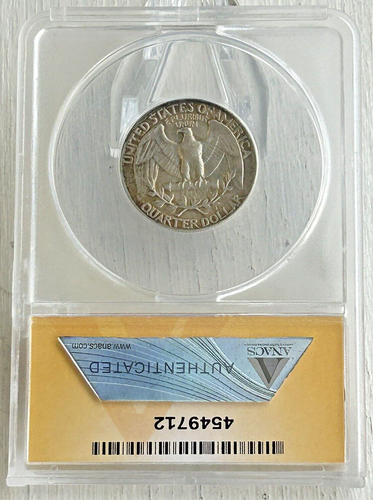 UNITED STATES OF AMERICA
E PLURIBUS
UNUM
QUARTER DOLLAR
4549712
AUTHENTICATED
ANACS
www.anacs.com